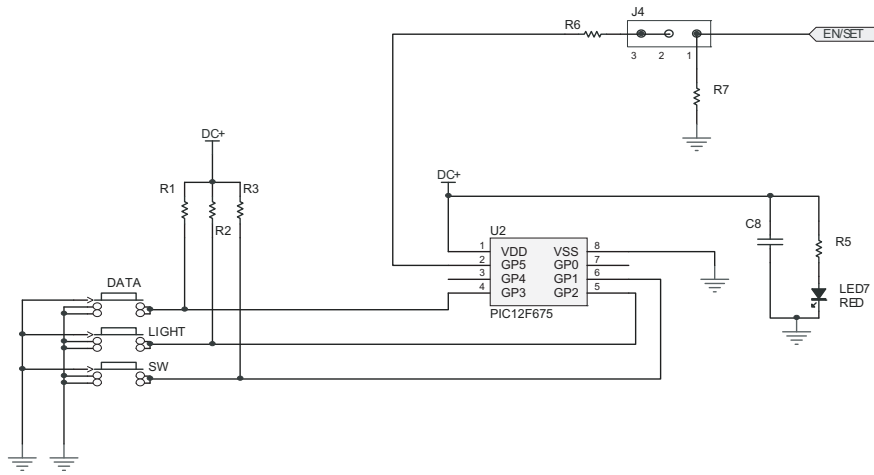 J4
R6
3 2 1
EN/SET
R7
DC+
DC+
R1
R3
R2
C8
R5
LED7
RED
U2
1 VDD VSS 8
2 GP5 GP0 7
3 GP4 GP1 6
4 GP3 GP2 5
PIC12F675
DATA
LIGHT
SW